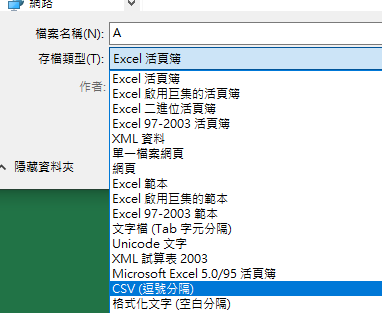 網路
檔案名稱(N): A
存檔類型(T): Excel 活頁簿
作者:
Excel 活頁簿
Excel 啟用巨集的活頁簿
Excel 二進位活頁簿
Excel 97-2003 活頁簿
XML 資料
單一檔案網頁
網頁
Excel 範本
Excel 啟用巨集的範本
Excel 97-2003 範本
文字檔 (Tab 字元分隔)
Unicode 文字
XML 試算表 2003
Microsoft Excel 5.0/95 活頁簿
CSV (逗號分隔)
格式化文字 (空白分隔)
隱藏資料夾